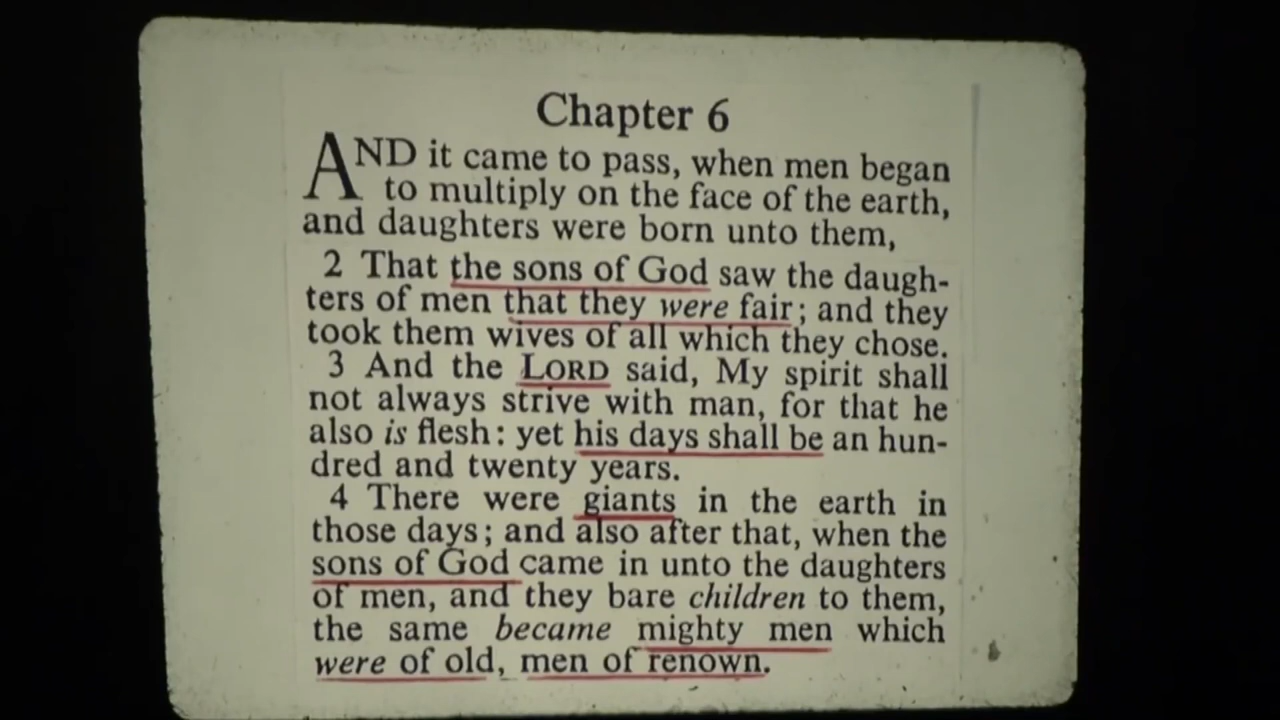 Chapter 6
AND it came to pass, when men began
to multiply on the face of the earth,
and daughters were born unto them,
2 That the sons of God saw the daugh-
ters of men that they were fair; and they
took them wives of all which they chose.
3 And the LORD said, My spirit shall
not always strive with man, for that he
also is flesh: yet his days shall be an hun-
dred and twenty years.
4 There were giants in the earth in
those days; and also after that, when the
sons of God came in unto the daughters
of men, and they bare children to them,
the same became mighty men which
were of old, men of renown.